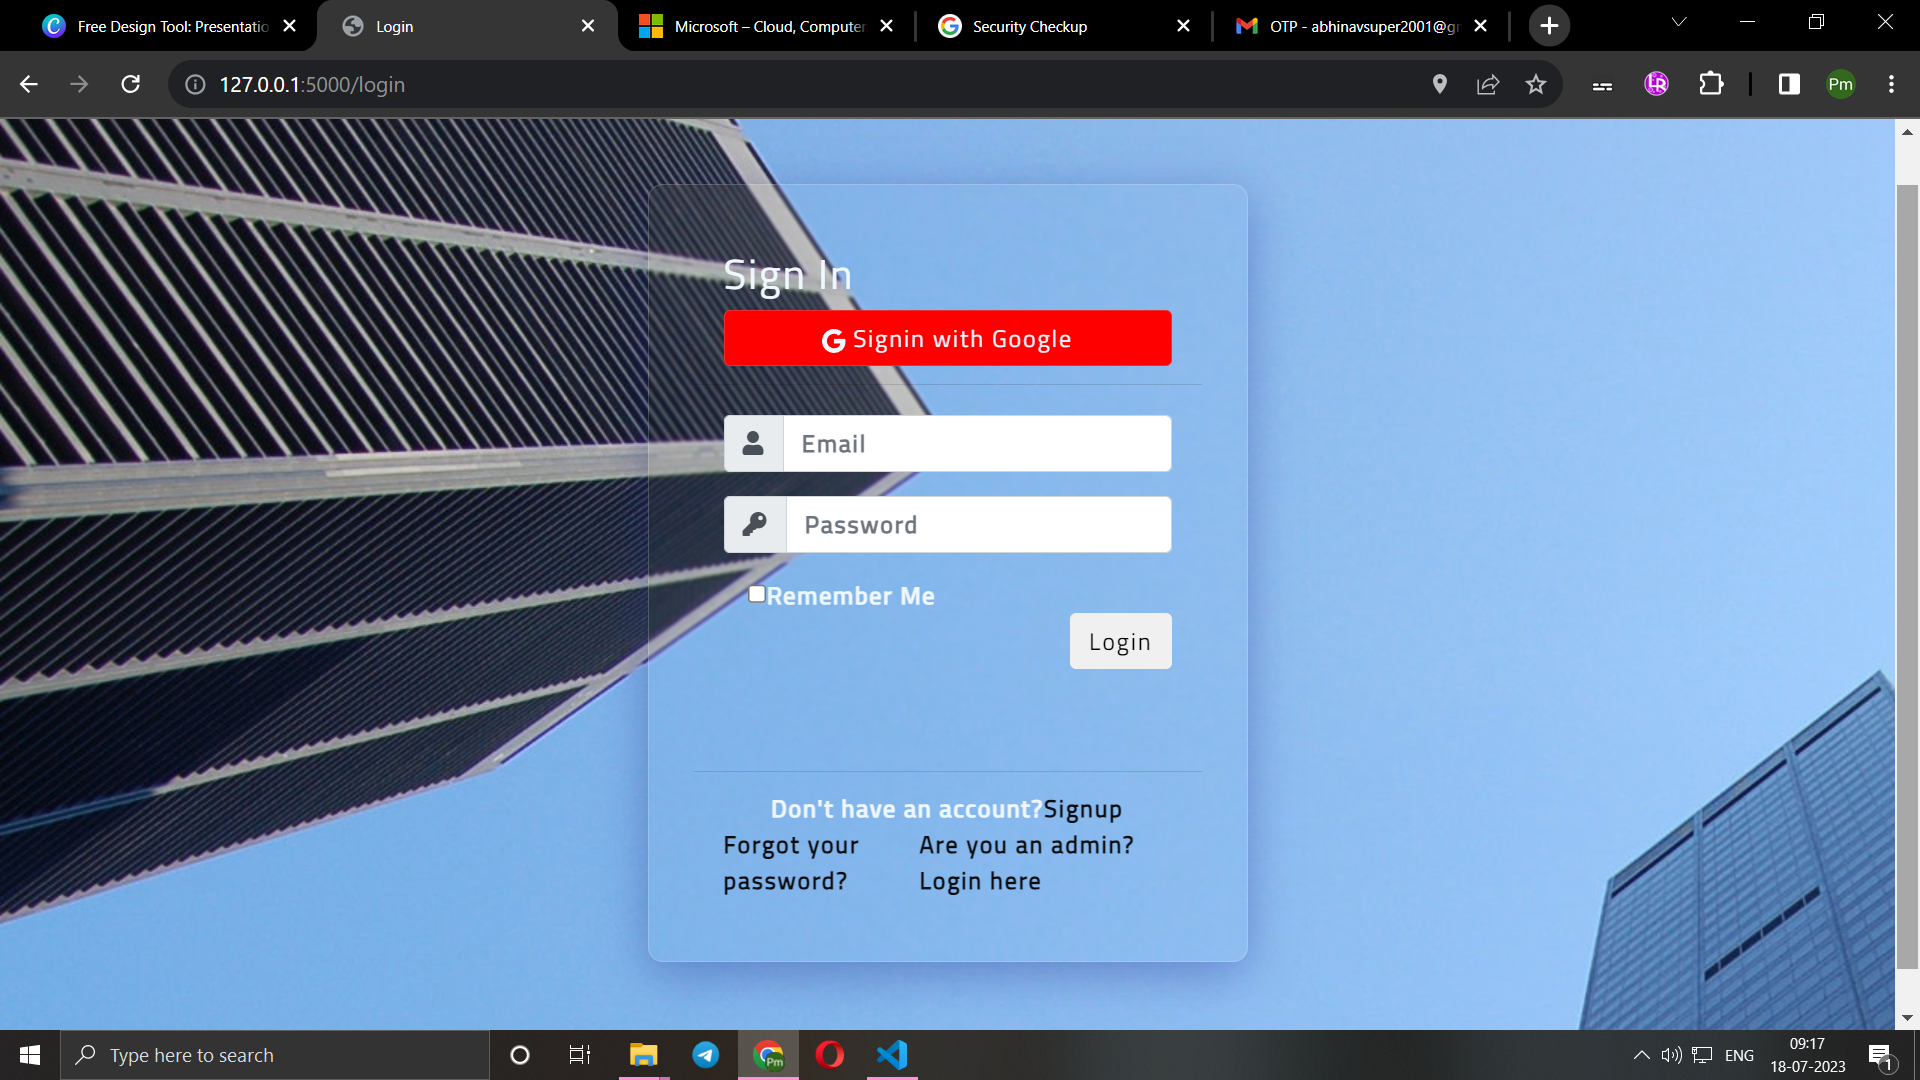 Free Design Tool: Presentatio
Login
Microsoft – Cloud, Computer
Security Checkup
OTP - abhinavsuper2001@gr
127.0.0.1:5000/login
LR
Pm
Sign In
G Signin with Google
Email
Password
Remember Me
Login
Don't have an account?Signup
Forgot your
password?
Are you an admin?
Login here
Type here to search
Pm
ENG
09:17
18-07-2023
1